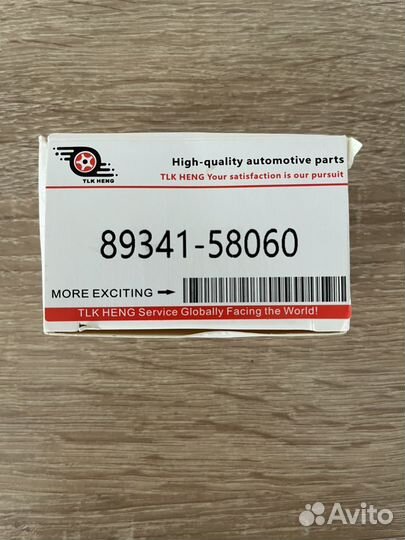 TLK HENG
High-quality automotive parts
TLK HENG Your satisfaction is our pursuit
89341-58060
MORE EXCITING →
TLK HENG Service Globally Facing the World!
Avito